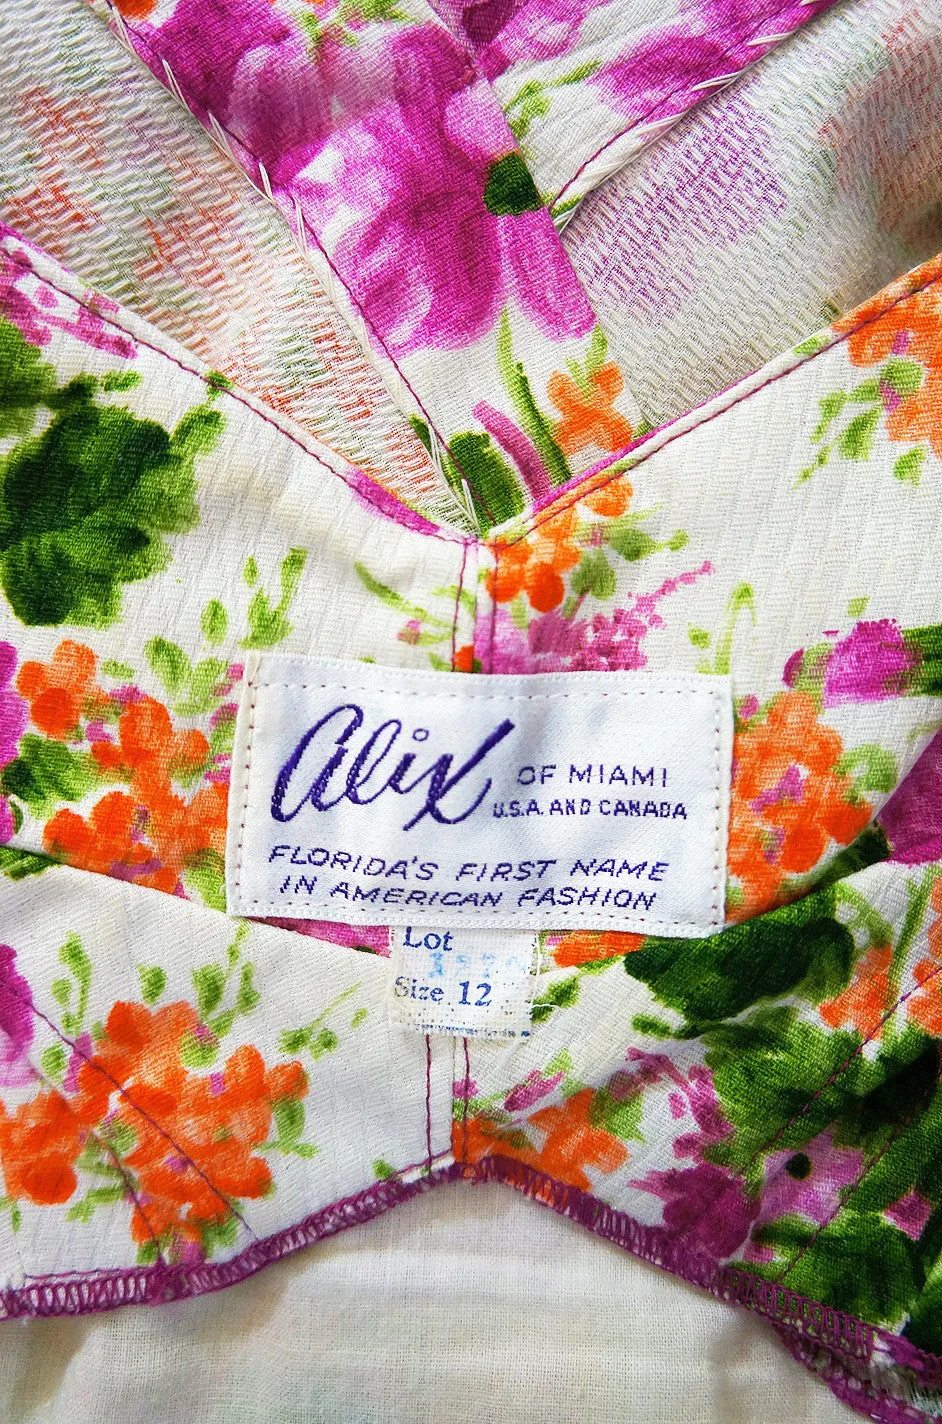 Alix
OF MIAMI
U.S.A. AND CANADA
FLORIDA'S FIRST NAME
IN AMERICAN FASHION
Lot
Size 12